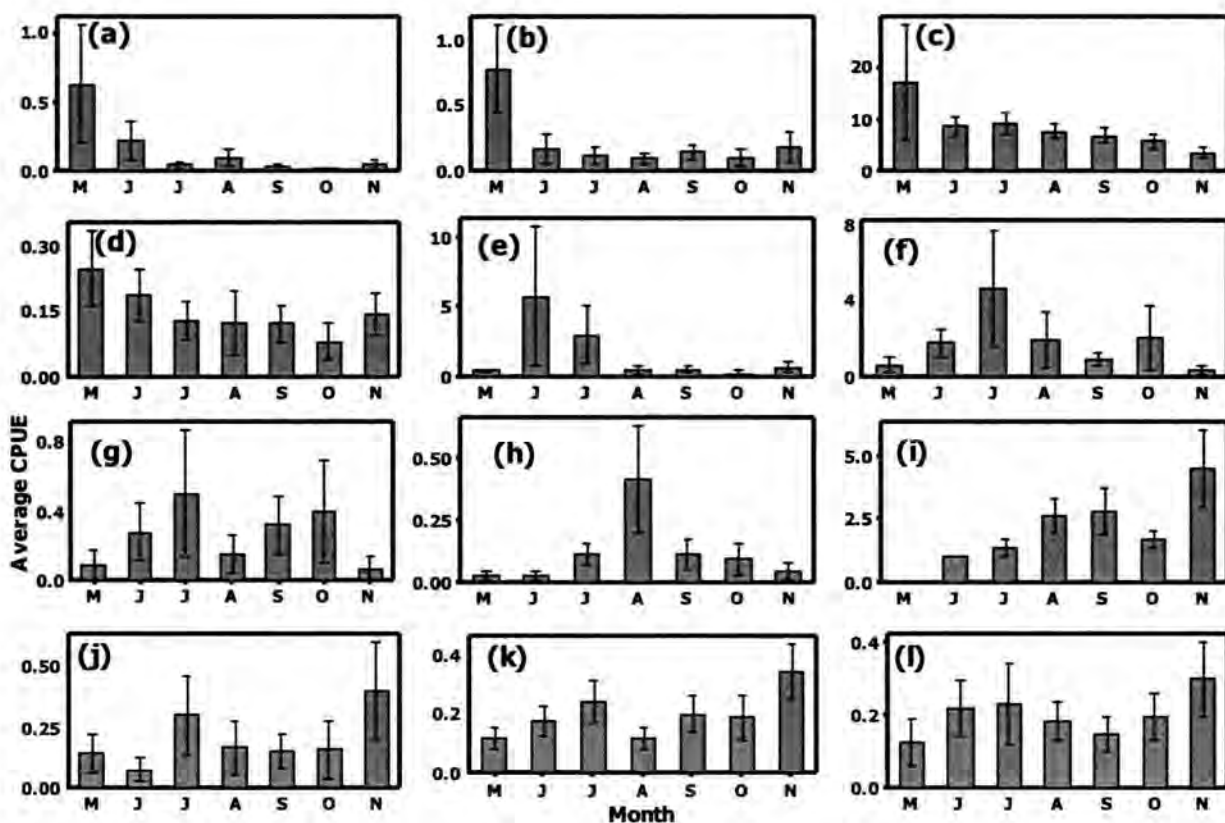 (a) (b) (c)
1.0 1.0 20
0.5 0.5 10
0.0 0.0 0
M J J A S O N M J J A S O N M J J A S O N
(d) (e) (f)
0.30 10 8
0.15 5 4
0.00 0 0
M J J A S O N M J J A S O N M J J A S O N
Average CPUE
(g) (h) (i)
0.8 0.50 5.0
0.4 0.25 2.5
0.0 0.00 0.0
M J J A S O N M J J A S O N M J J A S O N
(j) (k) (l)
0.50 0.4 0.4
0.25 0.2 0.2
0.00 0.0 0.0
M J J A S O N M J J A S O N M J J A S O N
Month